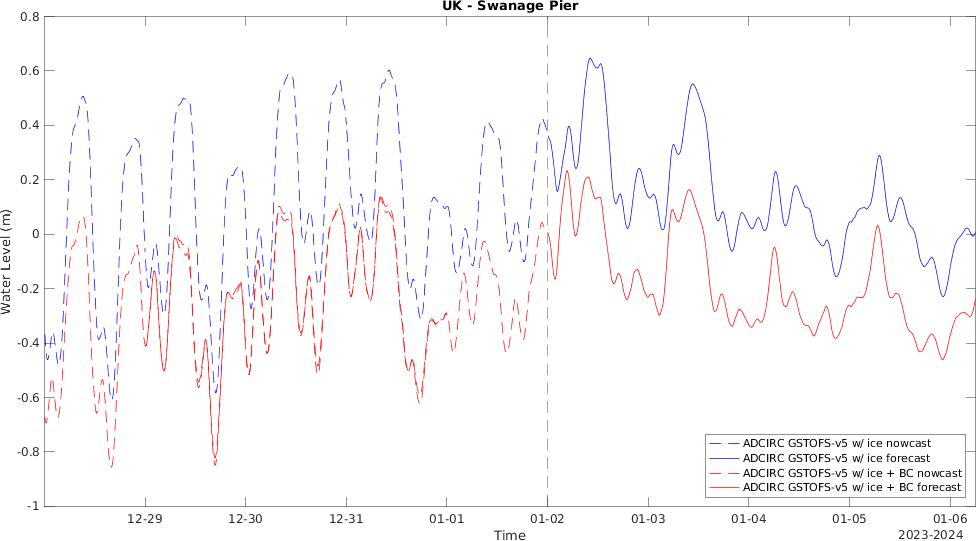 UK - Swanage Pier
Water Level (m)
0.8
0.6
0.4
0.2
0
-0.2
-0.4
-0.6
-0.8
-1
ADCIRC GSTOFS-v5 w/ ice nowcast
ADCIRC GSTOFS-v5 w/ ice forecast
ADCIRC GSTOFS-v5 w/ ice + BC nowcast
ADCIRC GSTOFS-v5 w/ ice + BC forecast
12-29 12-30 12-31 01-01 01-02 01-03 01-04 01-05 01-06
Time
2023-2024